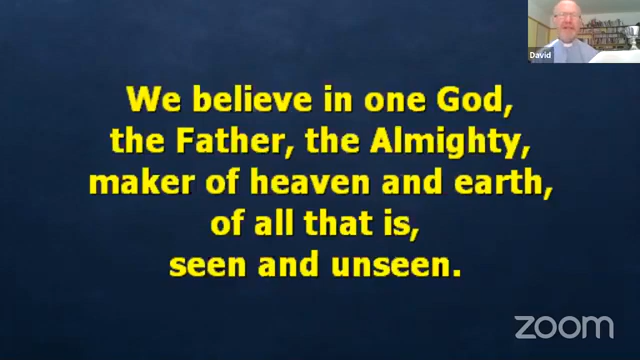 David
We believe in one God,
the Father, the Almighty,
maker of heaven and earth,
of all that is,
seen and unseen.
zoom